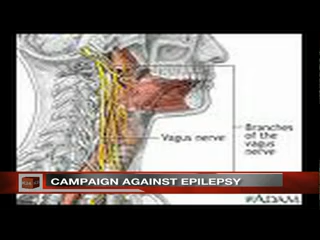 Vagus nerve
Branches
of the
vagus
nerve
CAMPAIGN AGAINST EPILEPSY
ADAM